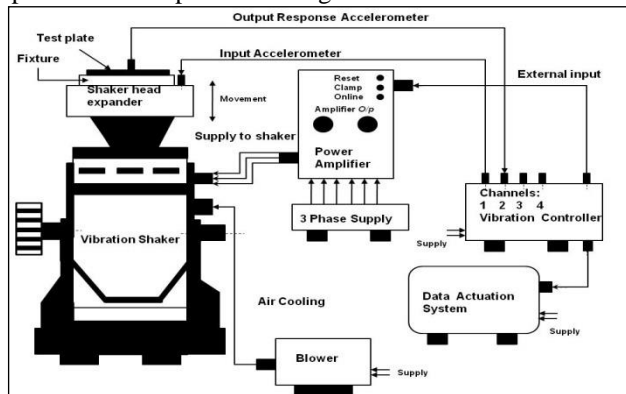 Output Response Accelerometer
Test plate
Fixture
Input Accelerometer
Shaker head
expander
Reset
Clamp
Online
External input
Movement
Amplifier O/p
Supply to shaker
Power
Amplifier
Channels:
1 2 3 4
Vibration Controller
3 Phase Supply
Supply
Vibration Shaker
Air Cooling
Data Actuation
System
Supply
Blower
Supply